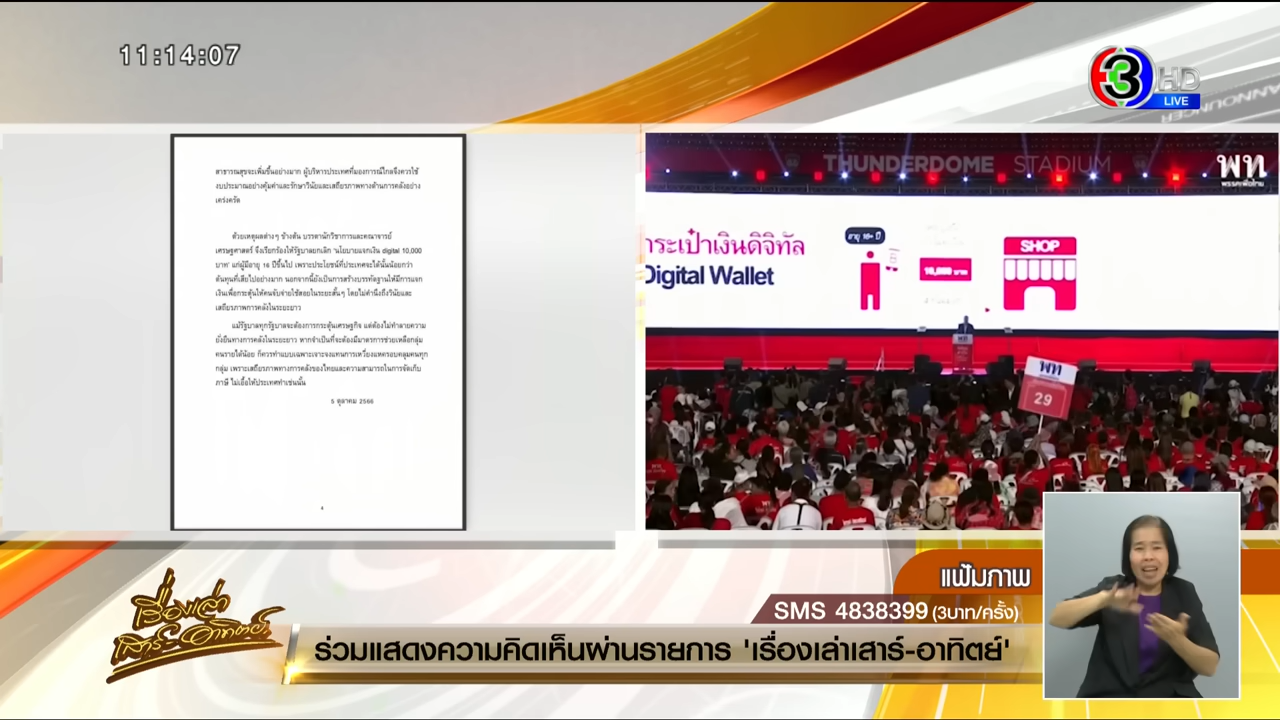 11:14:07
3 HD
LIVE
ANNOUNCER
สาธารณสุขจะเพิ่มขึ้นอย่างมาก ผู้บริหารประเทศที่มองการณ์ไกลจึงควรใช้
งบประมาณอย่างคุ้มค่าและรักษาวินัยและเสถียรภาพทางด้านการคลังอย่าง
เคร่งครัด
ด้วยเหตุผลต่างๆ ข้างต้น บรรดานักวิชาการและคณาจารย์
เศรษฐศาสตร์ จึงเรียกร้องให้รัฐบาลยกเลิก "นโยบายแจกเงิน digital 10,000
บาท" แก่ผู้มีอายุ 16 ปีขึ้นไป เพราะประโยชน์ที่ประเทศจะได้นั้นน้อยกว่า
ต้นทุนที่เสียไปอย่างมาก นอกจากนี้ยังเป็นการสร้างบรรทัดฐานให้มีการแจก
เงินเพื่อกระตุ้นให้คนจับจ่ายใช้สอยในระยะสั้นๆ โดยไม่คำนึงถึงวินัยและ
เสถียรภาพการคลังในระยะยาว
แม้รัฐบาลทุกรัฐบาลจะต้องการกระตุ้นเศรษฐกิจ แต่ต้องไม่ทำลายความ
ยั่งยืนทางการคลังในระยะยาว หากจำเป็นที่จะต้องมีมาตรการช่วยเหลือกลุ่ม
คนรายได้น้อย ก็ควรทำแบบเฉพาะเจาะจงแทนการเหวี่ยงแหครอบคลุมคนทุก
กลุ่ม เพราะเสถียรภาพทางการคลังของไทยและความสามารถในการจัดเก็บ
ภาษี ไม่เอื้อให้ประเทศทำเช่นนั้น
5 ตุลาคม 2566
4
THUNDERDOME STADIUM
พท
พรรคเพื่อไทย
กระเป๋าเงินดิจิทัล
Digital Wallet
อายุ 16+ ปี
10,000 บาท
SHOP
พท
29
แฟ้มภาพ
SMS 4838399 (3บาท/ครั้ง)
เรื่องเล่า
เสาร์-อาทิตย์
ร่วมแสดงความคิดเห็นผ่านรายการ 'เรื่องเล่าเสาร์-อาทิตย์'